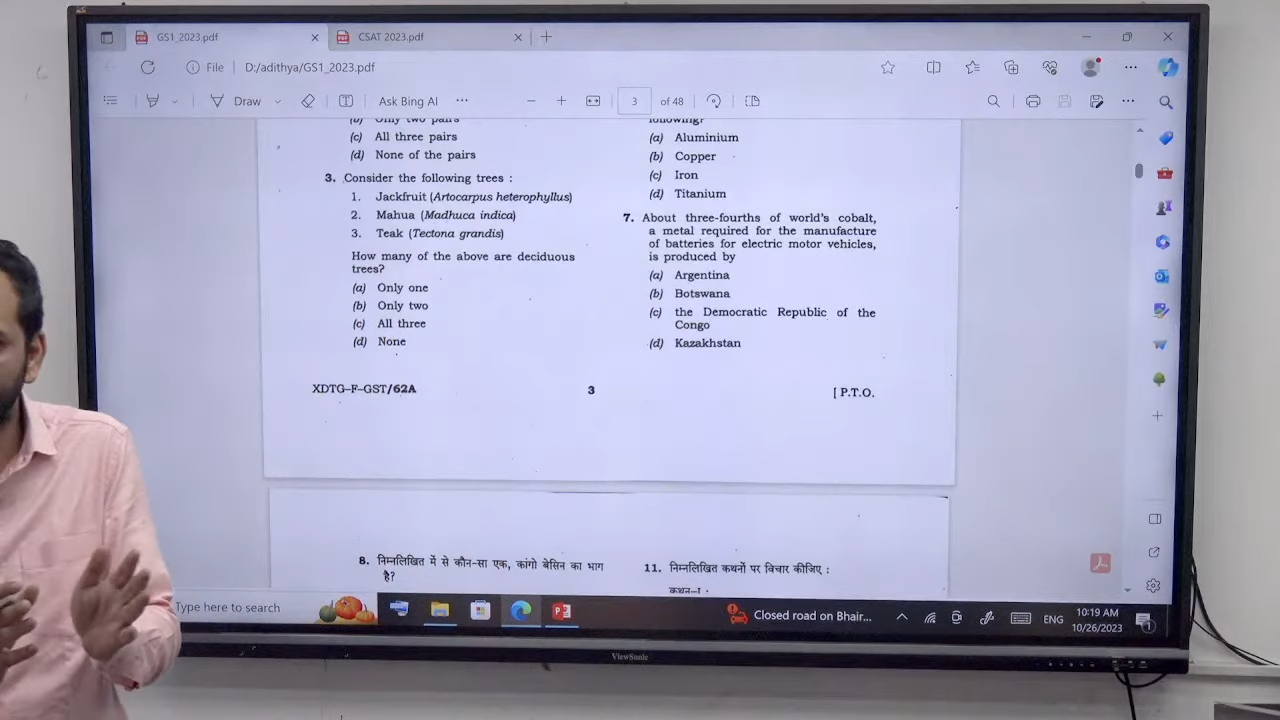 GS1_2023.pdf
CSAT 2023.pdf
File D:/adithya/GS1_2023.pdf
Draw
Ask Bing AI
3 of 48
(b) Only two pairs
(c) All three pairs
(d) None of the pairs
3. Consider the following trees :
1. Jackfruit (Artocarpus heterophyllus)
2. Mahua (Madhuca indica)
3. Teak (Tectona grandis)
How many of the above are deciduous
trees?
(a) Only one
(b) Only two
(c) All three
(d) None
following?
(a) Aluminium
(b) Copper
(c) Iron
(d) Titanium
7. About three-fourths of world's cobalt,
a metal required for the manufacture
of batteries for electric motor vehicles,
is produced by
(a) Argentina
(b) Botswana
(c) the Democratic Republic of the
Congo
(d) Kazakhstan
XDTG-F-GST/62A
3
[ P.T.O.
8. निम्नलिखित में से कौन-सा एक, कांगो बेसिन का भाग
है?
11. निम्नलिखित कथनों पर विचार कीजिए :
कथन-I :
Type here to search
Closed road on Bhair...
ENG
10:19 AM
10/26/2023
1
ViewSonic